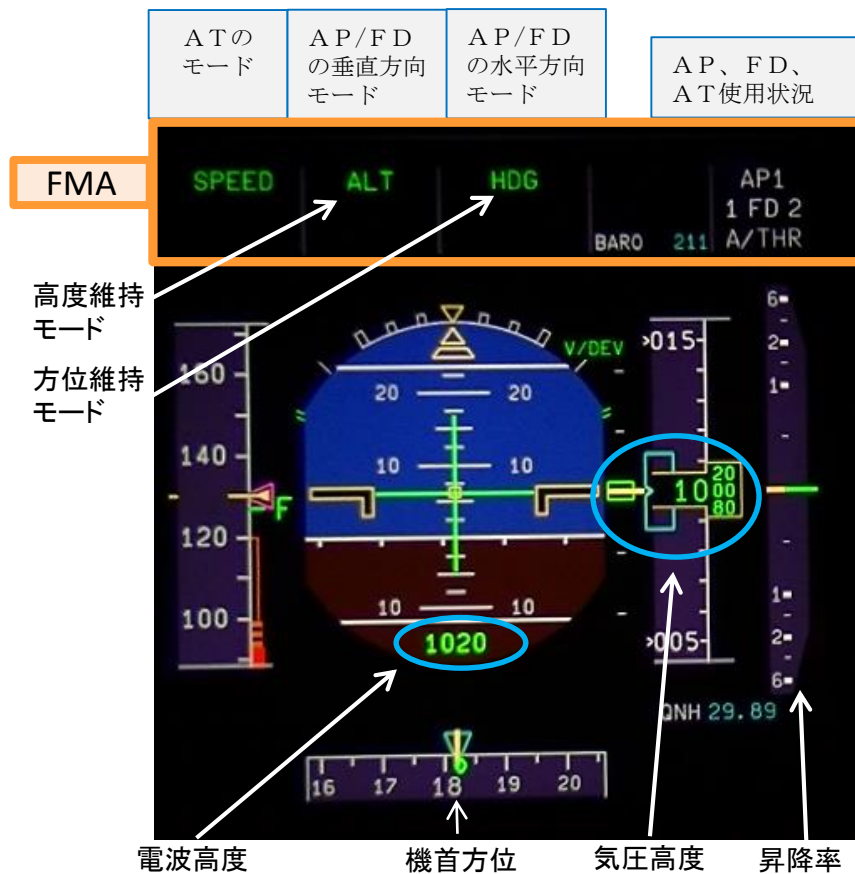 ATの
モード
AP/FD
の垂直方向
モード
AP/FD
の水平方向
モード
AP、FD、
AT使用状況
FMA
SPEED
ALT
HDG
AP1
1 FD 2
BARO 211 A/THR
高度維持
モード
方位維持
モード
V/DEV
160
140
120
100
F
20 20
10 10
10 10
1020
>015
10
20
00
80
>005
6
2
1
1
2
6
QNH 29.89
16 17 18 19 20
電波高度
機首方位
気圧高度
昇降率